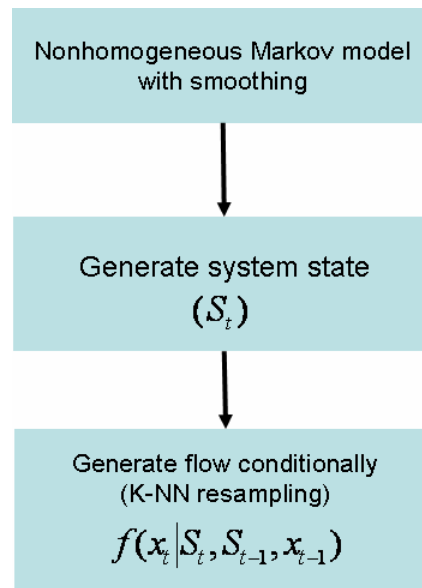 Nonhomogeneous Markov model
with smoothing
Generate system state
(S_t)
Generate flow conditionally
(K-NN resampling)
f(x_t|S_t, S_{t-1}, x_{t-1})